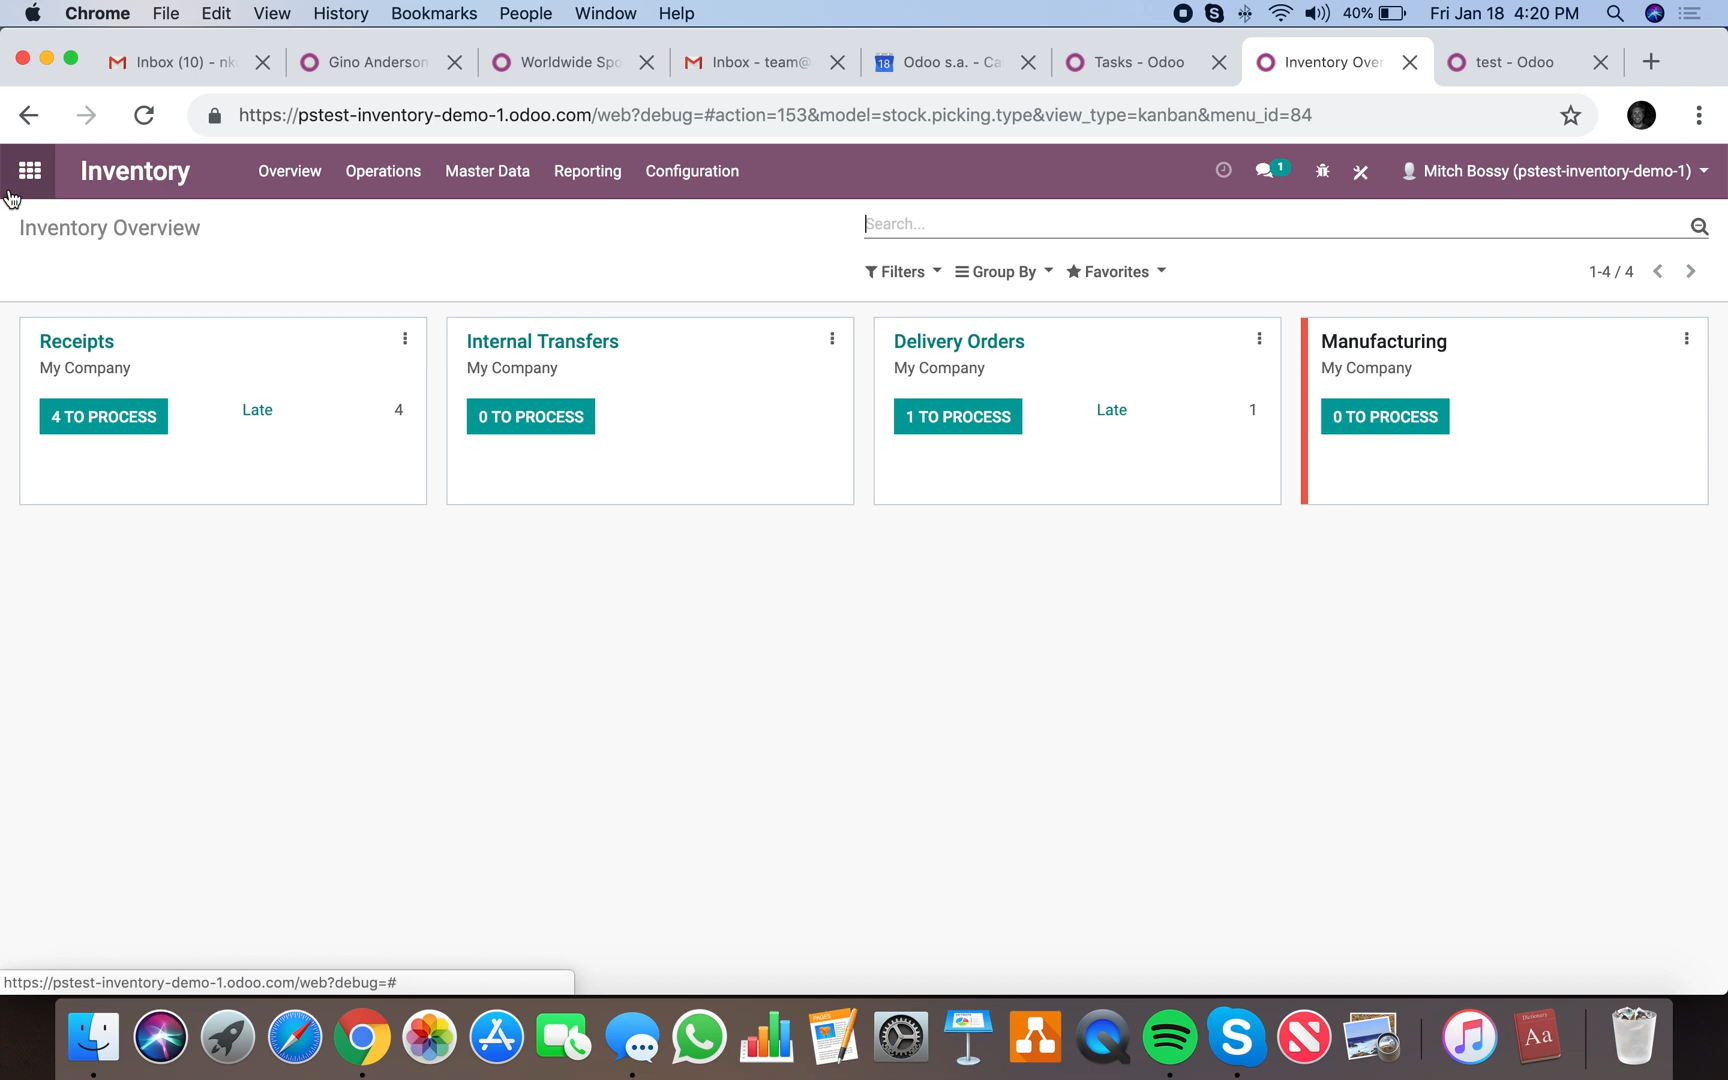 Chrome File Edit View History Bookmarks People Window Help 40% Fri Jan 18 4:20 PM
Inbox (10) - nk Gino Anderson Worldwide Spo Inbox - team@ 18 Odoo s.a. - Ca Tasks - Odoo Inventory Over test - Odoo
https://pstest-inventory-demo-1.odoo.com/web?debug=#action=153&model=stock.picking.type&view_type=kanban&menu_id=84
Inventory Overview Operations Master Data Reporting Configuration 1 Mitch Bossy (pstest-inventory-demo-1)
Inventory Overview Search...
Filters Group By Favorites 1-4 / 4
Receipts Internal Transfers Delivery Orders Manufacturing
My Company My Company My Company My Company
4 TO PROCESS Late 4 0 TO PROCESS 1 TO PROCESS Late 1 0 TO PROCESS
https://pstest-inventory-demo-1.odoo.com/web?debug=#